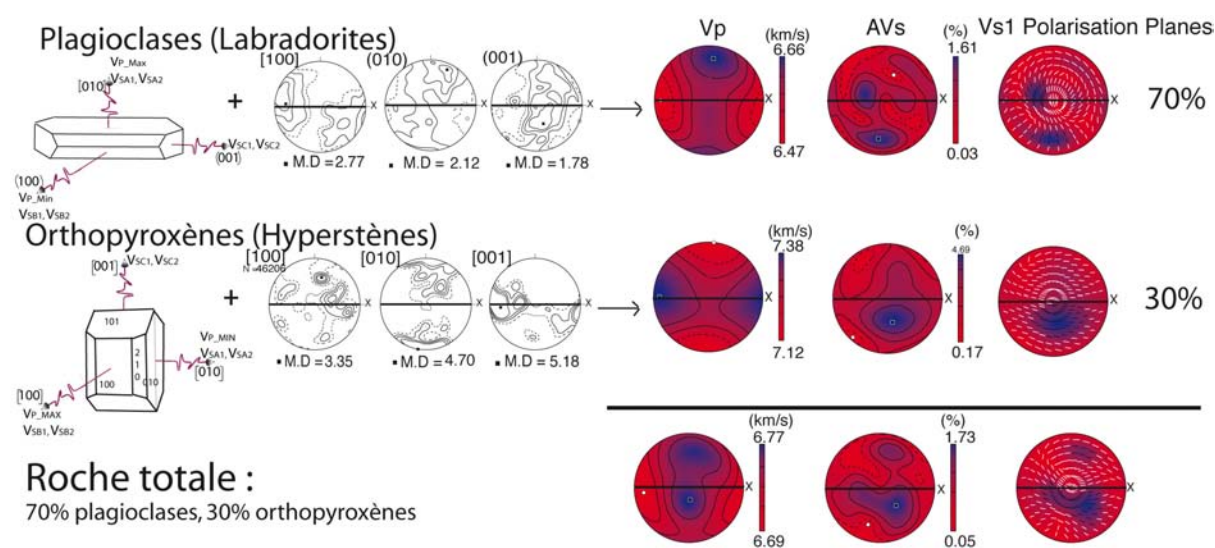 Plagioclases (Labradorites)
VP_Max
[010] VSA1, VSA2
VSC1, VSC2
(001)
(100)
VP_Min
VSB1, VSB2
+
[100] (010) (001)
X X X
M.D = 2.77 M.D = 2.12 M.D = 1.78
Vp AVs Vs1 Polarisation Planes
(km/s) (%)
6.66 1.61
X X X 70%
6.47 0.03
Orthopyroxènes (Hyperstènes)
[001] VSC1, VSC2
101
VP_MIN
VSA1, VSA2
[010]
2
1
0
100 010
[100]
VP_MAX
VSB1, VSB2
+
[100] [010] [001]
N =46206
X X X
M.D = 3.35 M.D = 4.70 M.D = 5.18
(km/s) (%)
7.38 4.69
X X X 30%
7.12 0.17
Roche totale :
70% plagioclases, 30% orthopyroxènes
(km/s) (%)
6.77 1.73
X X X
6.69 0.05